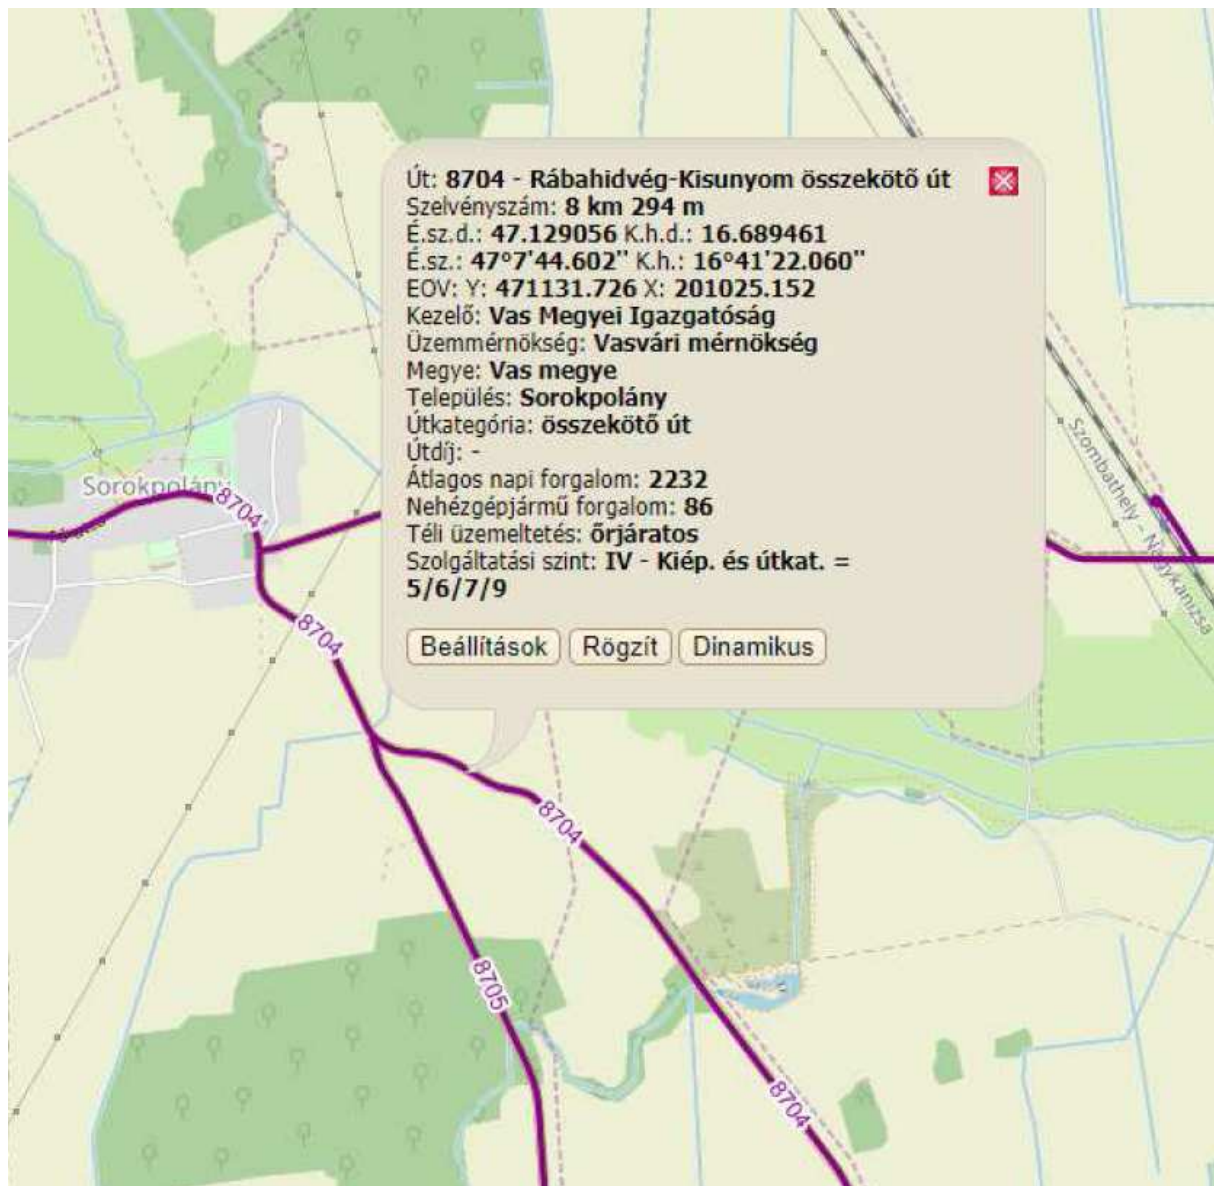 Út: 8704 - Rábahidvég-Kisunyom összekötő út
Szelvényszám: 8 km 294 m
É.sz.d.: 47.129056 K.h.d.: 16.689461
É.sz.: 47°7'44.602" K.h.: 16°41'22.060"
EOV: Y: 471131.726 X: 201025.152
Kezelő: Vas Megyei Igazgatóság
Üzemmérnökség: Vasvári mérnökség
Megye: Vas megye
Település: Sorokpolány
Útkategória: összekötő út
Útdíj: -
Átlagos napi forgalom: 2232
Nehézgépjármű forgalom: 86
Téli üzemeltetés: őrjáratos
Szolgáltatási szint: IV - Kiép. és útkat. =
5/6/7/9
Beállítások Rögzít Dinamikus
Szombathely - Nagykanizsa
Sorokpolány
8704
8704
8704
8705
8704